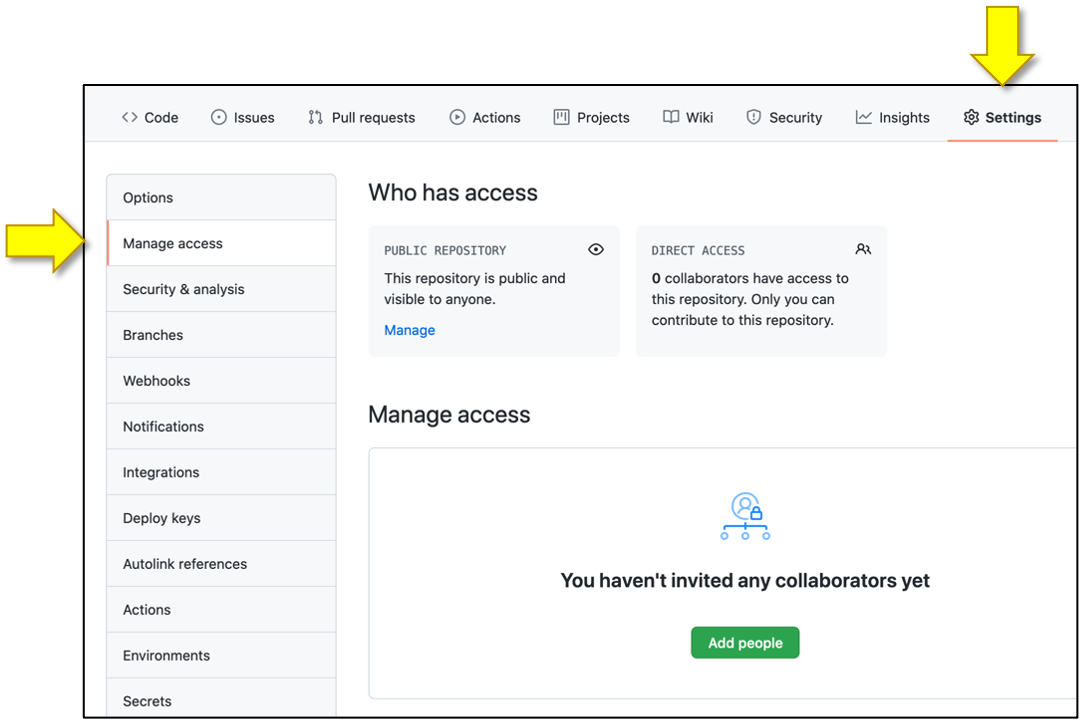 Code Issues Pull requests Actions Projects Wiki Security Insights Settings
Options
Manage access
Security & analysis
Branches
Webhooks
Notifications
Integrations
Deploy keys
Autolink references
Actions
Environments
Secrets
Who has access
PUBLIC REPOSITORY
This repository is public and
visible to anyone.
Manage
DIRECT ACCESS
0 collaborators have access to
this repository. Only you can
contribute to this repository.
Manage access
You haven't invited any collaborators yet
Add people